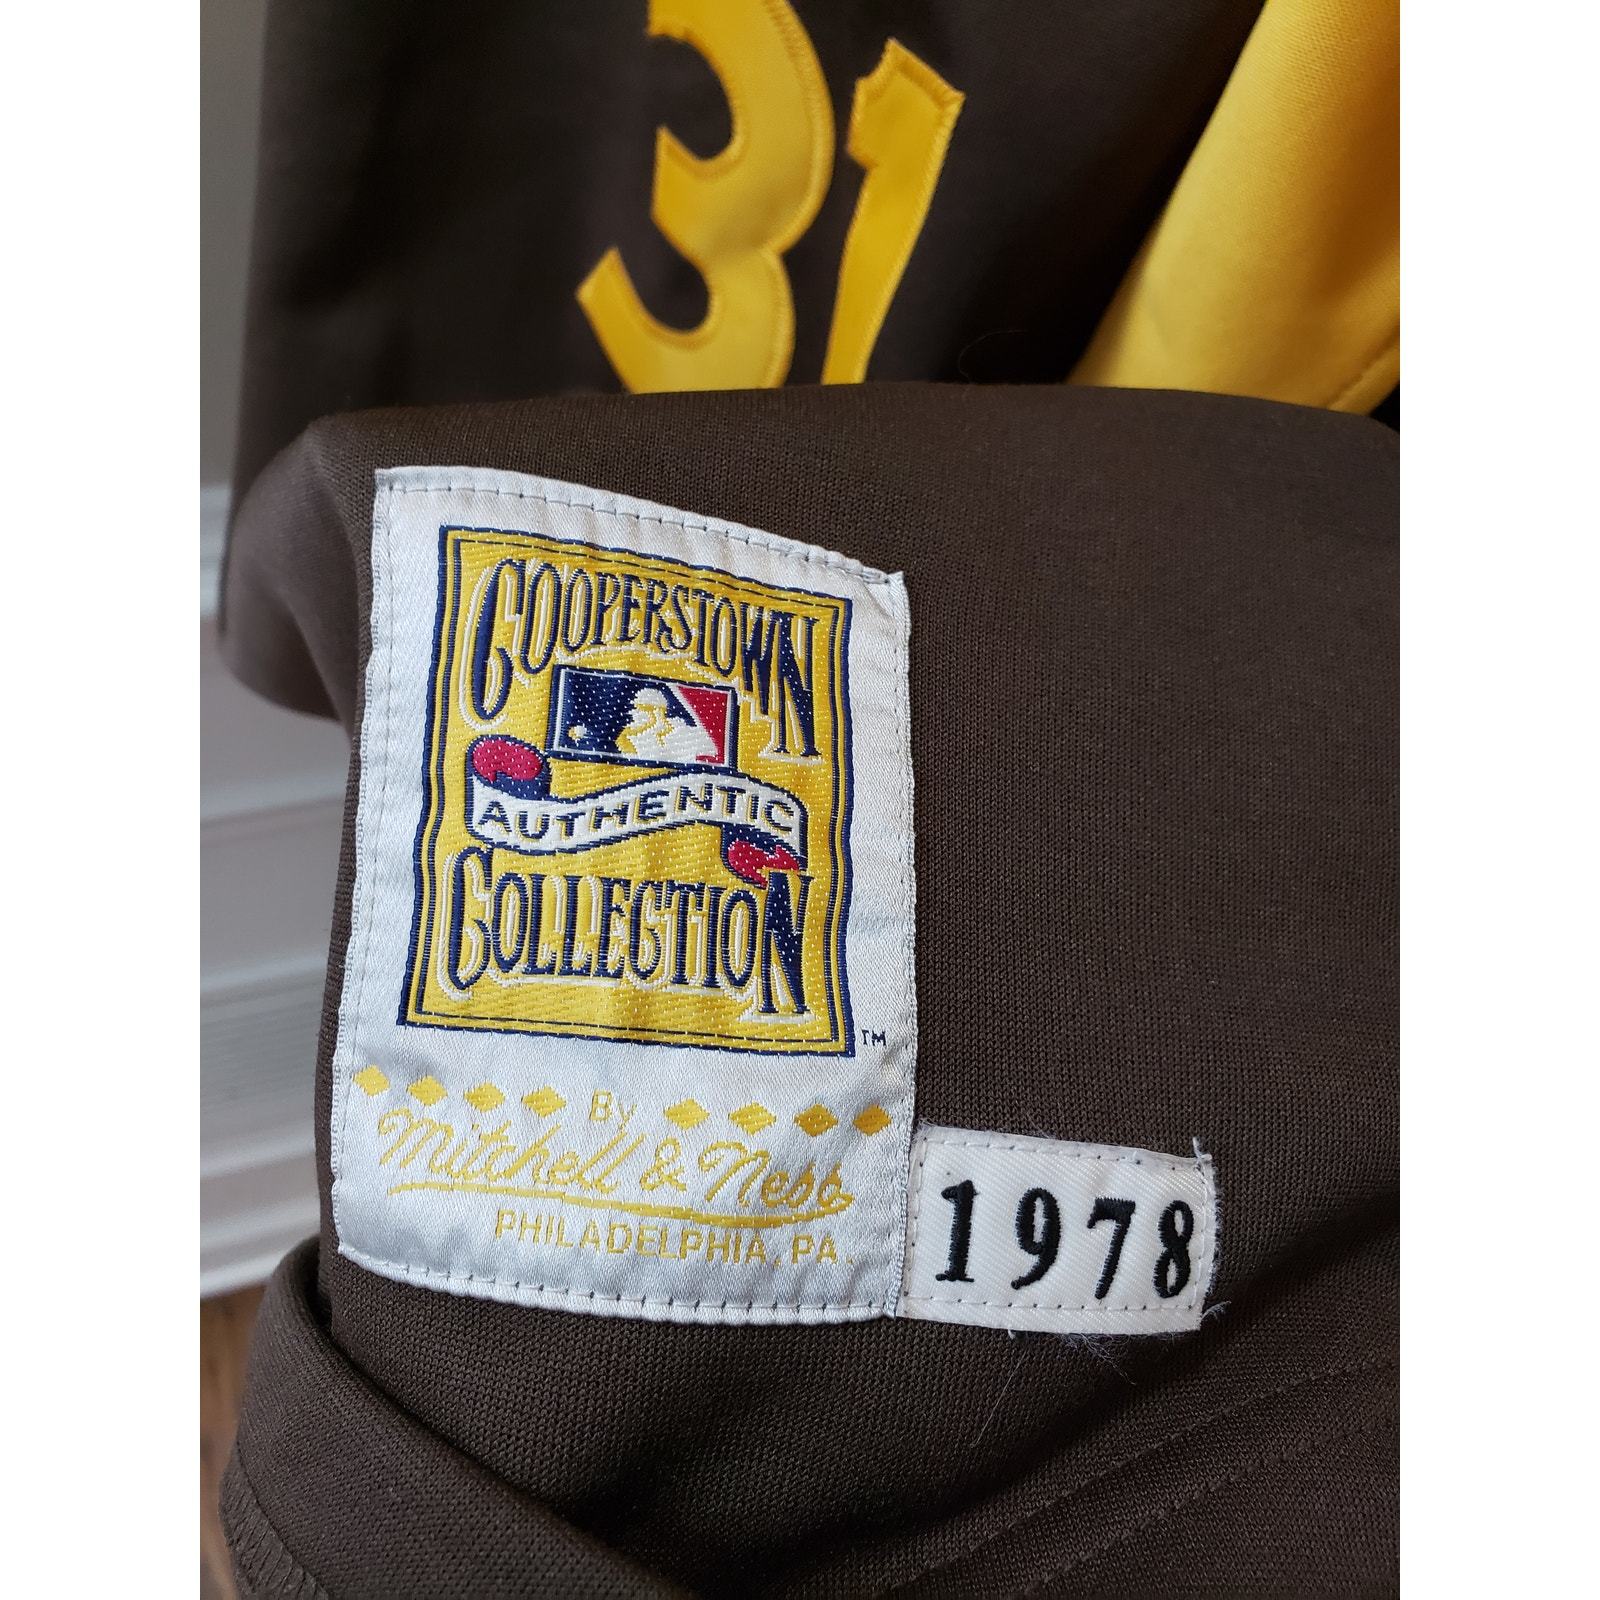 31
COOPERSTOWN
AUTHENTIC
COLLECTION
TM
By
Mitchell & Ness
PHILADELPHIA, PA.
1978